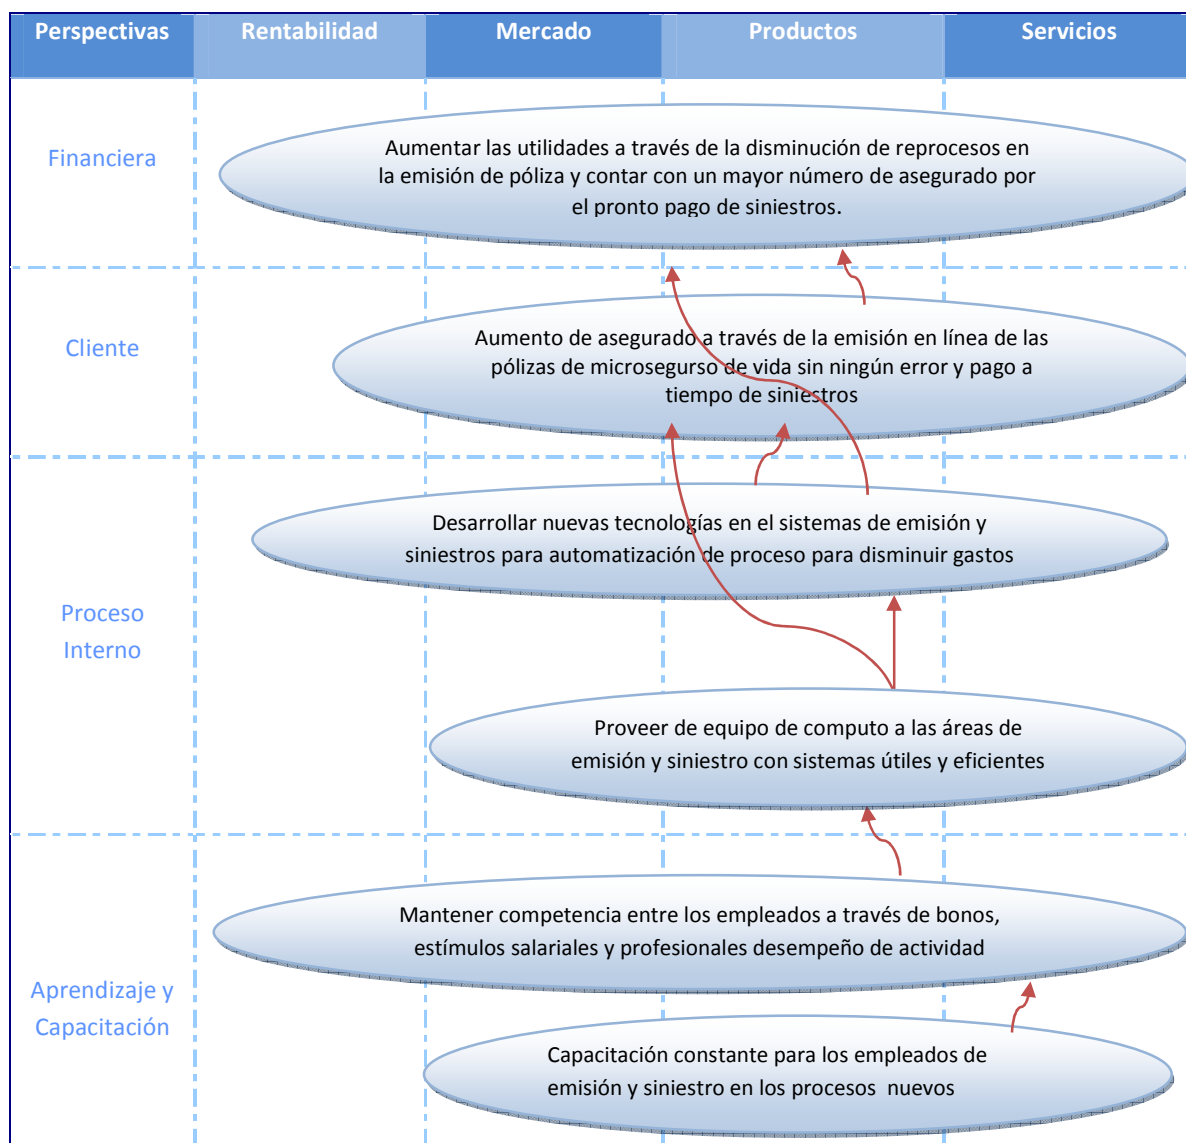 Perspectivas Rentabilidad Mercado Productos Servicios
Financiera
Aumentar las utilidades a través de la disminución de reprocesos en
la emisión de póliza y contar con un mayor número de asegurado por
el pronto pago de siniestros.
Cliente
Aumento de asegurado a través de la emisión en línea de las
pólizas de microsegurso de vida sin ningún error y pago a
tiempo de siniestros
Proceso
Interno
Desarrollar nuevas tecnologías en el sistemas de emisión y
siniestros para automatización de proceso para disminuir gastos
Proveer de equipo de computo a las áreas de
emisión y siniestro con sistemas útiles y eficientes
Aprendizaje y
Capacitación
Mantener competencia entre los empleados a través de bonos,
estímulos salariales y profesionales desempeño de actividad
Capacitación constante para los empleados de
emisión y siniestro en los procesos nuevos